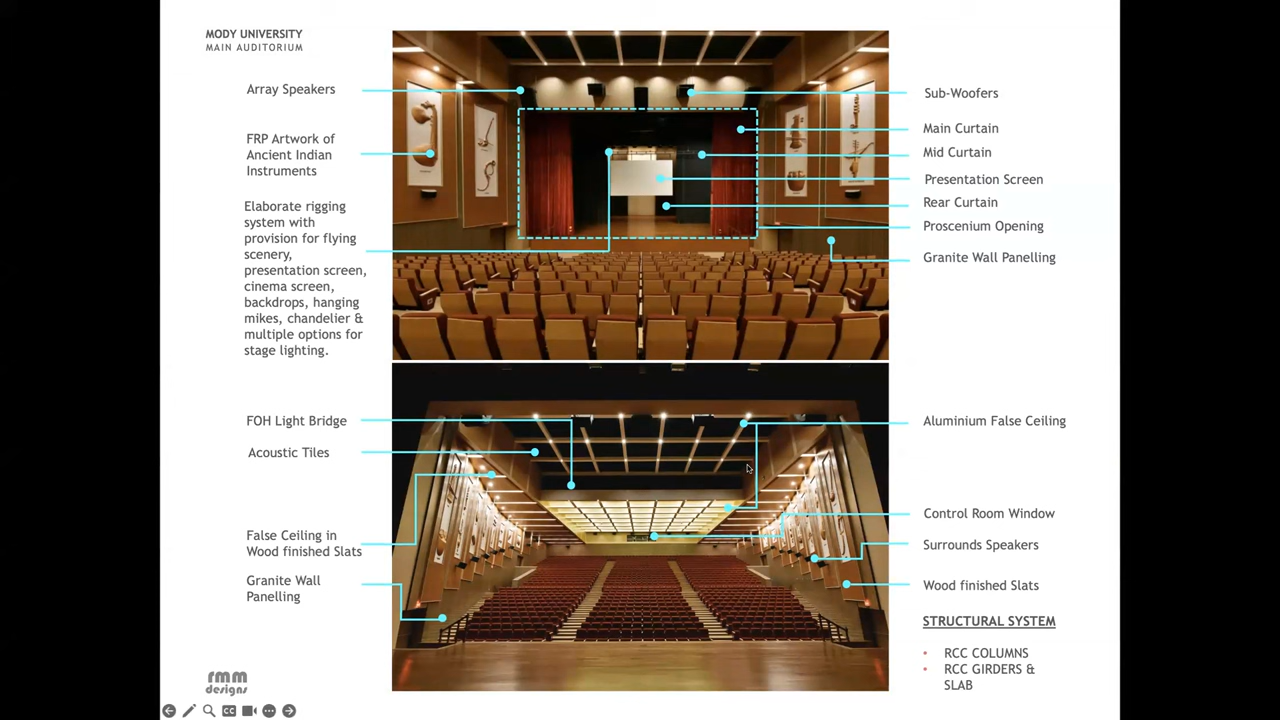 MODY UNIVERSITY
MAIN AUDITORIUM
Array Speakers
FRP Artwork of
Ancient Indian
Instruments
Elaborate rigging
system with
provision for flying
scenery,
presentation screen,
cinema screen,
backdrops, hanging
mikes, chandelier &
multiple options for
stage lighting.
Sub-Woofers
Main Curtain
Mid Curtain
Presentation Screen
Rear Curtain
Proscenium Opening
Granite Wall Panelling
FOH Light Bridge
Acoustic Tiles
False Ceiling in
Wood finished Slats
Granite Wall
Panelling
Aluminium False Ceiling
Control Room Window
Surrounds Speakers
Wood finished Slats
STRUCTURAL SYSTEM
• RCC COLUMNS
• RCC GIRDERS &
SLAB
rmm
designs
CC